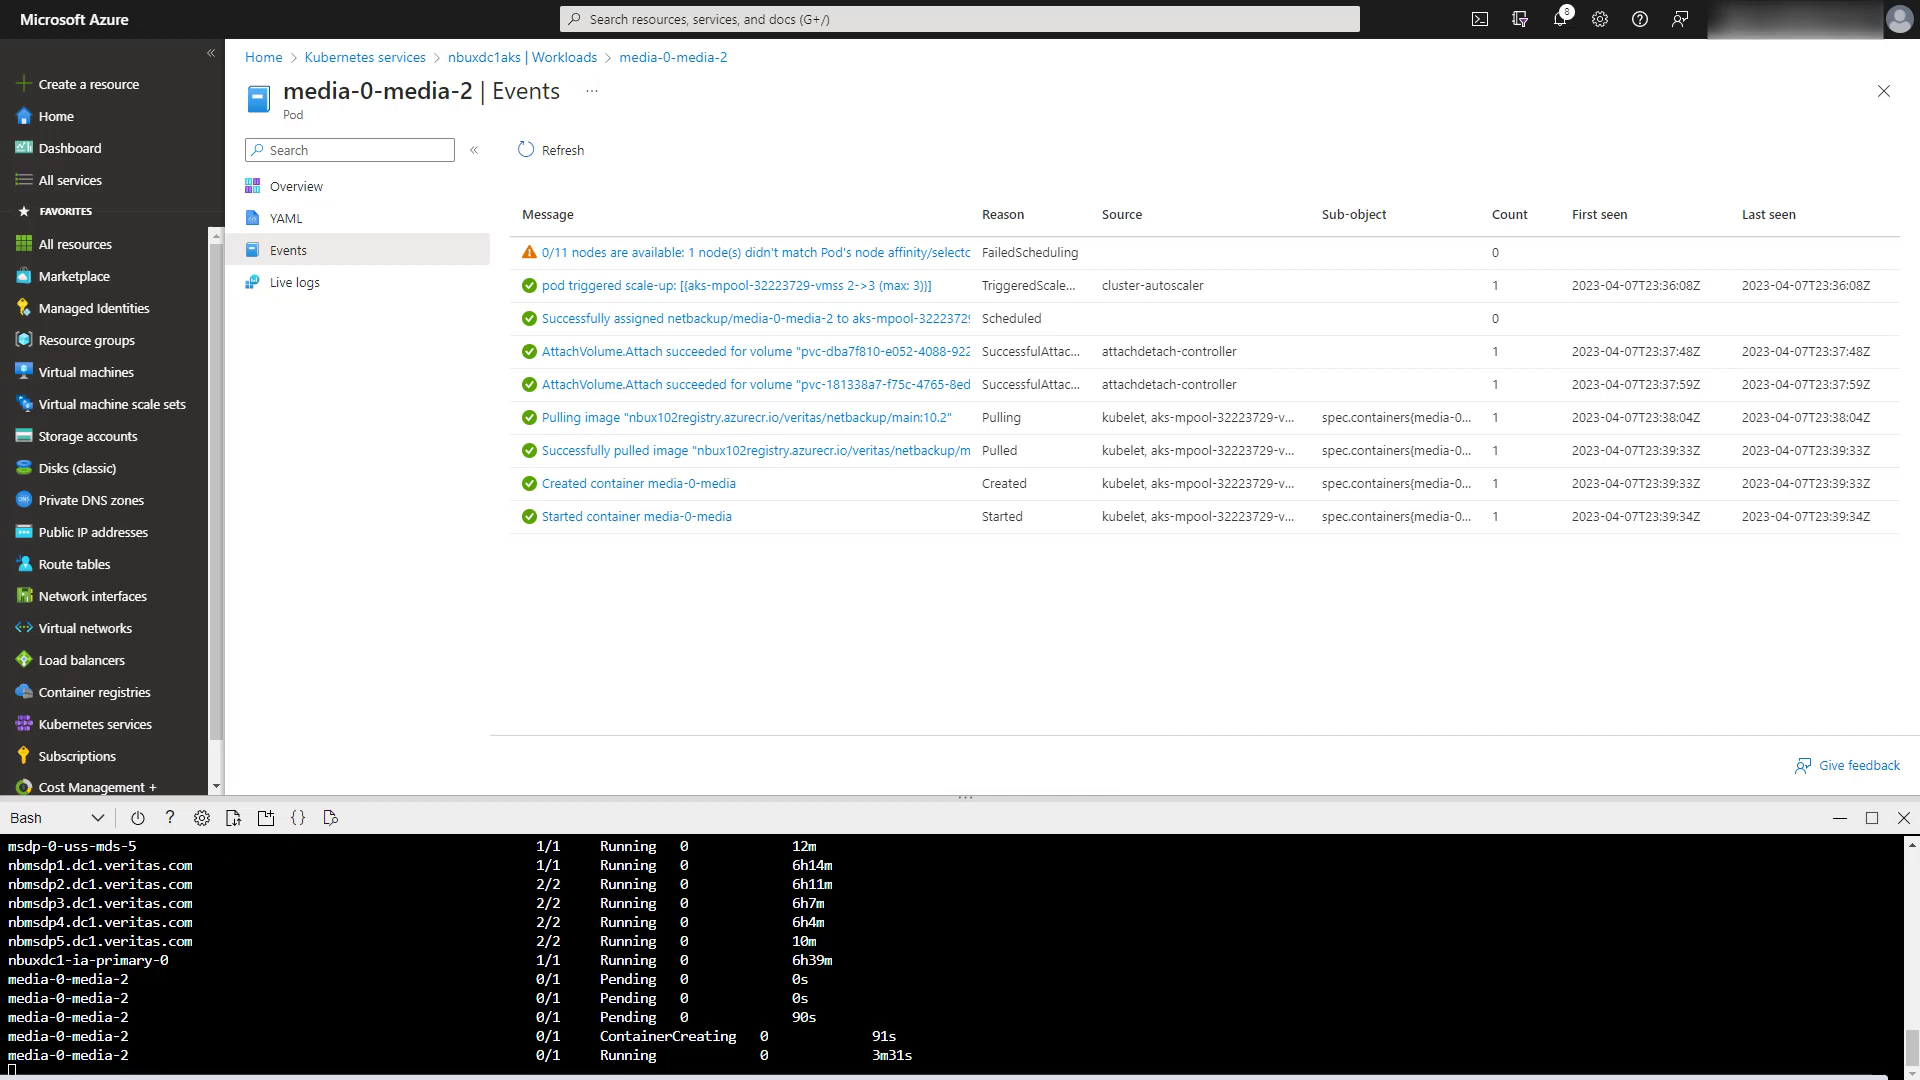 Microsoft Azure
Search resources, services, and docs (G+/)
8
Create a resource
Home
Dashboard
All services
FAVORITES
All resources
Marketplace
Managed Identities
Resource groups
Virtual machines
Virtual machine scale sets
Storage accounts
Disks (classic)
Private DNS zones
Public IP addresses
Route tables
Network interfaces
Virtual networks
Load balancers
Container registries
Kubernetes services
Subscriptions
Cost Management +
Home > Kubernetes services > nbuxdc1aks | Workloads > media-0-media-2
media-0-media-2 | Events ...
Pod
Search
Overview
YAML
Events
Live logs
Refresh
Message Reason Source Sub-object Count First seen Last seen
0/11 nodes are available: 1 node(s) didn't match Pod's node affinity/selecto FailedScheduling 0
pod triggered scale-up: [{aks-mpool-32223729-vmss 2->3 (max: 3)}] TriggeredScale... cluster-autoscaler 1 2023-04-07T23:36:08Z 2023-04-07T23:36:08Z
Successfully assigned netbackup/media-0-media-2 to aks-mpool-32223729 Scheduled 0
AttachVolume.Attach succeeded for volume "pvc-dba7f810-e052-4088-922 SuccessfulAttac... attachdetach-controller 1 2023-04-07T23:37:48Z 2023-04-07T23:37:48Z
AttachVolume.Attach succeeded for volume "pvc-181338a7-f75c-4765-8ed SuccessfulAttac... attachdetach-controller 1 2023-04-07T23:37:59Z 2023-04-07T23:37:59Z
Pulling image "nbux102registry.azurecr.io/veritas/netbackup/main:10.2" Pulling kubelet, aks-mpool-32223729-v... spec.containers{media-0... 1 2023-04-07T23:38:04Z 2023-04-07T23:38:04Z
Successfully pulled image "nbux102registry.azurecr.io/veritas/netbackup/m Pulled kubelet, aks-mpool-32223729-v... spec.containers{media-0... 1 2023-04-07T23:39:33Z 2023-04-07T23:39:33Z
Created container media-0-media Created kubelet, aks-mpool-32223729-v... spec.containers{media-0... 1 2023-04-07T23:39:33Z 2023-04-07T23:39:33Z
Started container media-0-media Started kubelet, aks-mpool-32223729-v... spec.containers{media-0... 1 2023-04-07T23:39:34Z 2023-04-07T23:39:34Z
Give feedback
Bash ? {}
msdp-0-uss-mds-5 1/1 Running 0 12m
nbmsdp1.dc1.veritas.com 1/1 Running 0 6h14m
nbmsdp2.dc1.veritas.com 2/2 Running 0 6h11m
nbmsdp3.dc1.veritas.com 2/2 Running 0 6h7m
nbmsdp4.dc1.veritas.com 2/2 Running 0 6h4m
nbmsdp5.dc1.veritas.com 2/2 Running 0 10m
nbuxdc1-ia-primary-0 1/1 Running 0 6h39m
media-0-media-2 0/1 Pending 0 0s
media-0-media-2 0/1 Pending 0 0s
media-0-media-2 0/1 Pending 0 90s
media-0-media-2 0/1 ContainerCreating 0 91s
media-0-media-2 0/1 Running 0 3m31s